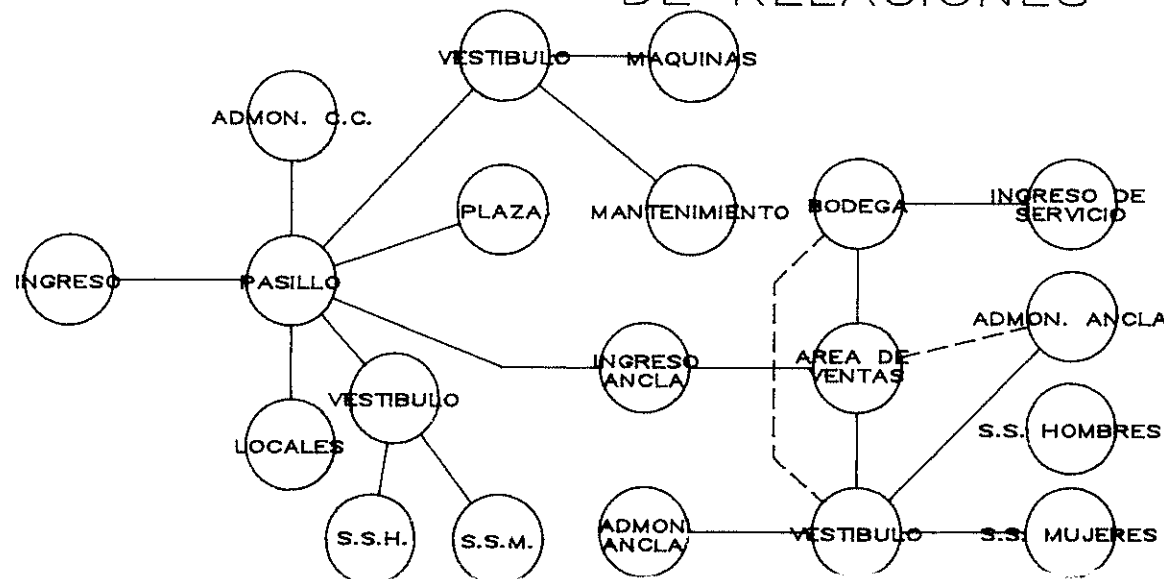 DE RELACIONES
VESTIBULO
MAQUINAS
ADMON. C.C.
PLAZA
MANTENIMIENTO
BODEGA
INGRESO DE
SERVICIO
INGRESO
PASILLO
ADMON. ANCLA
INGRESO
ANCLA
AREA DE
VENTAS
VESTIBULO
LOCALES
S.S. HOMBRES
S.S.H.
S.S.M.
ADMON
ANCLA
VESTIBULO
S.S. MUJERES